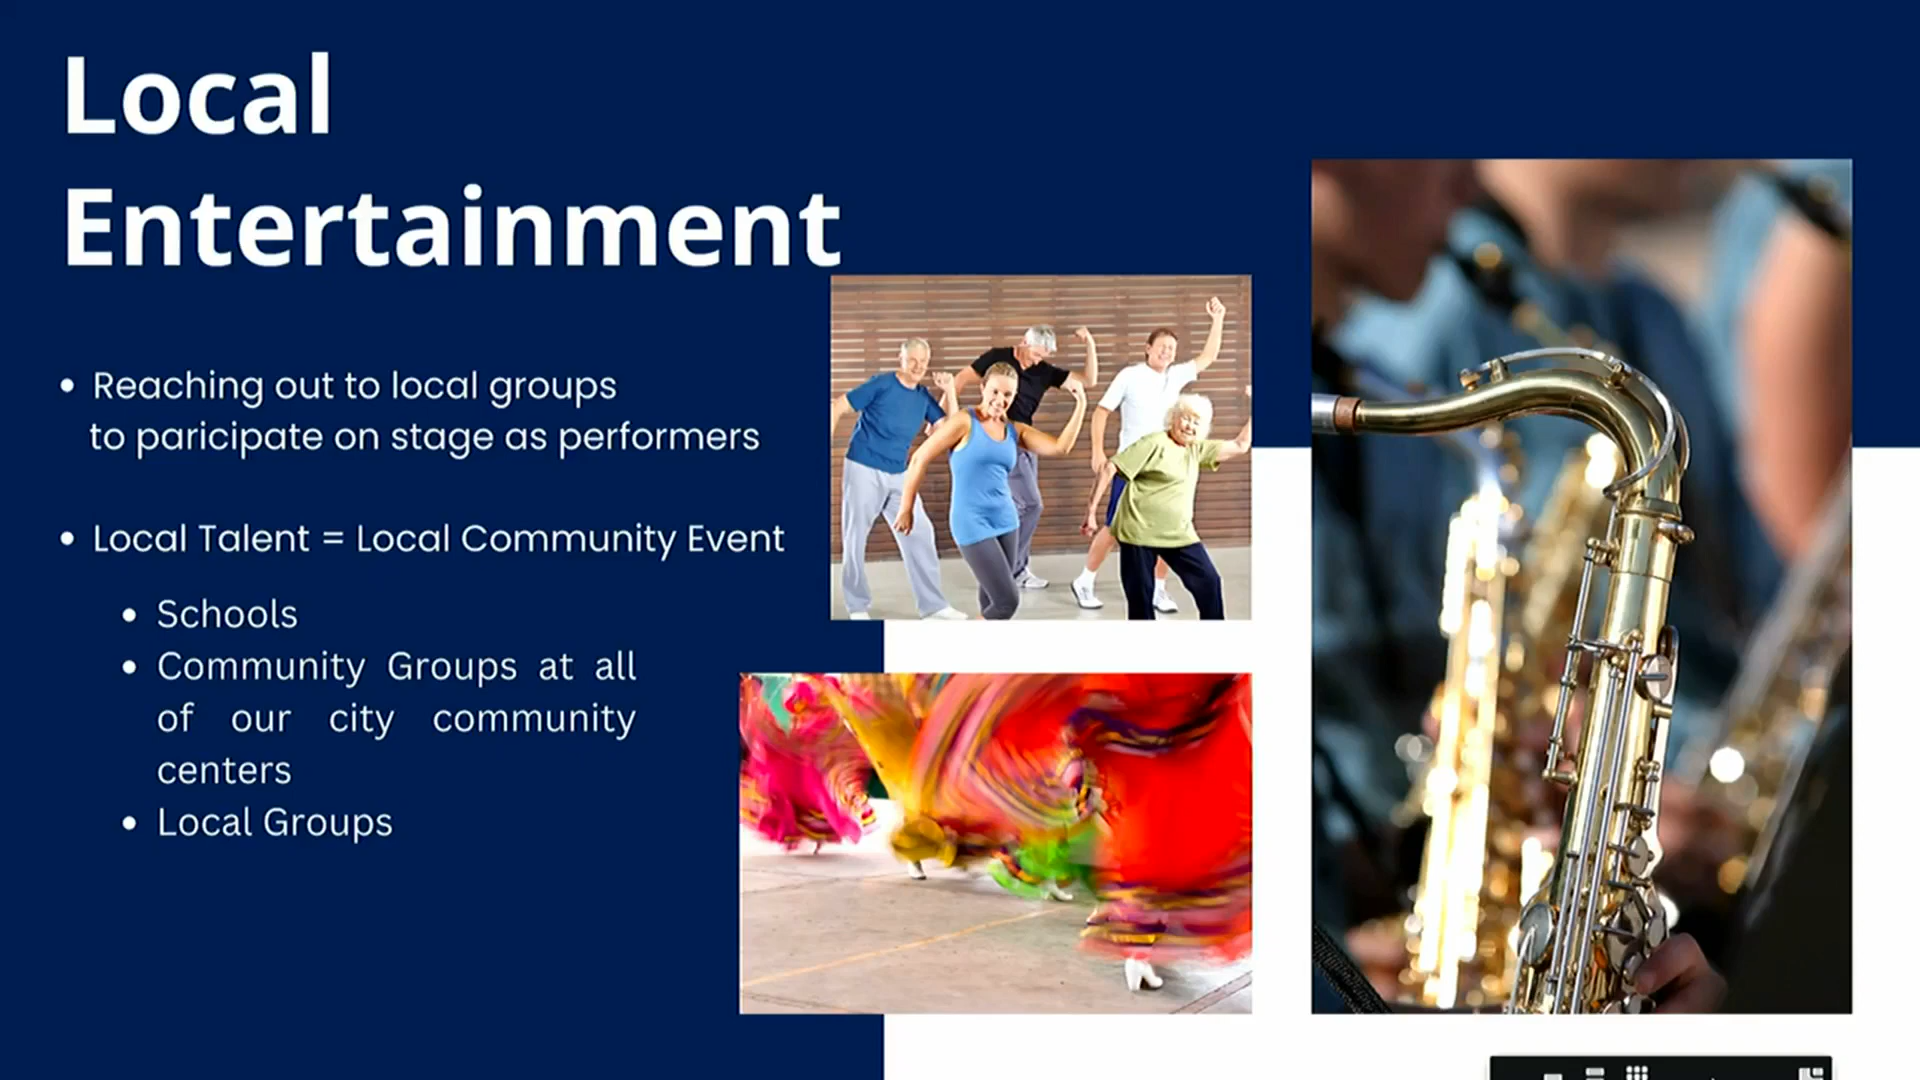 Local
Entertainment
• Reaching out to local groups
to paricipate on stage as performers
• Local Talent = Local Community Event
• Schools
• Community Groups at all
of our city community
centers
• Local Groups